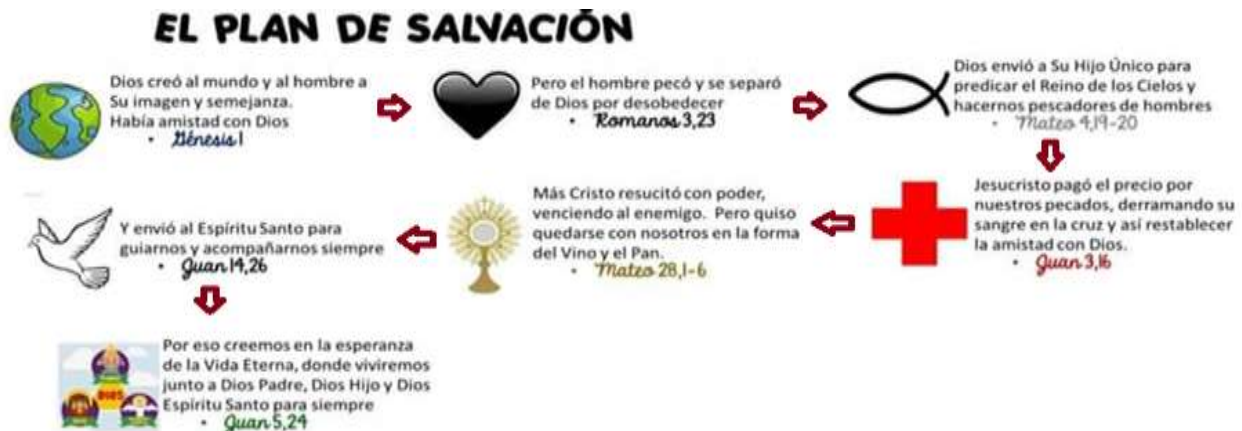 EL PLAN DE SALVACIÓN
Dios creó al mundo y al hombre a
Su imagen y semejanza.
Había amistad con Dios
• Génesis 1
Pero el hombre pecó y se separó
de Dios por desobedecer
• Romanos 3,23
Dios envió a Su Hijo Único para
predicar el Reino de los Cielos y
hacernos pescadores de hombres
• Mateo 4,19-20
Jesucristo pagó el precio por
nuestros pecados, derramando su
sangre en la cruz y así restablecer
la amistad con Dios.
• Juan 3,16
Más Cristo resucitó con poder,
venciendo al enemigo. Pero quiso
quedarse con nosotros en la forma
del Vino y el Pan.
• Mateo 28,1-6
Y envió al Espíritu Santo para
guiarnos y acompañarnos siempre
• Juan 14,26
Por eso creemos en la esperanza
de la Vida Eterna, donde viviremos
junto a Dios Padre, Dios Hijo y Dios
Espíritu Santo para siempre
• Juan 5,24
DIOS